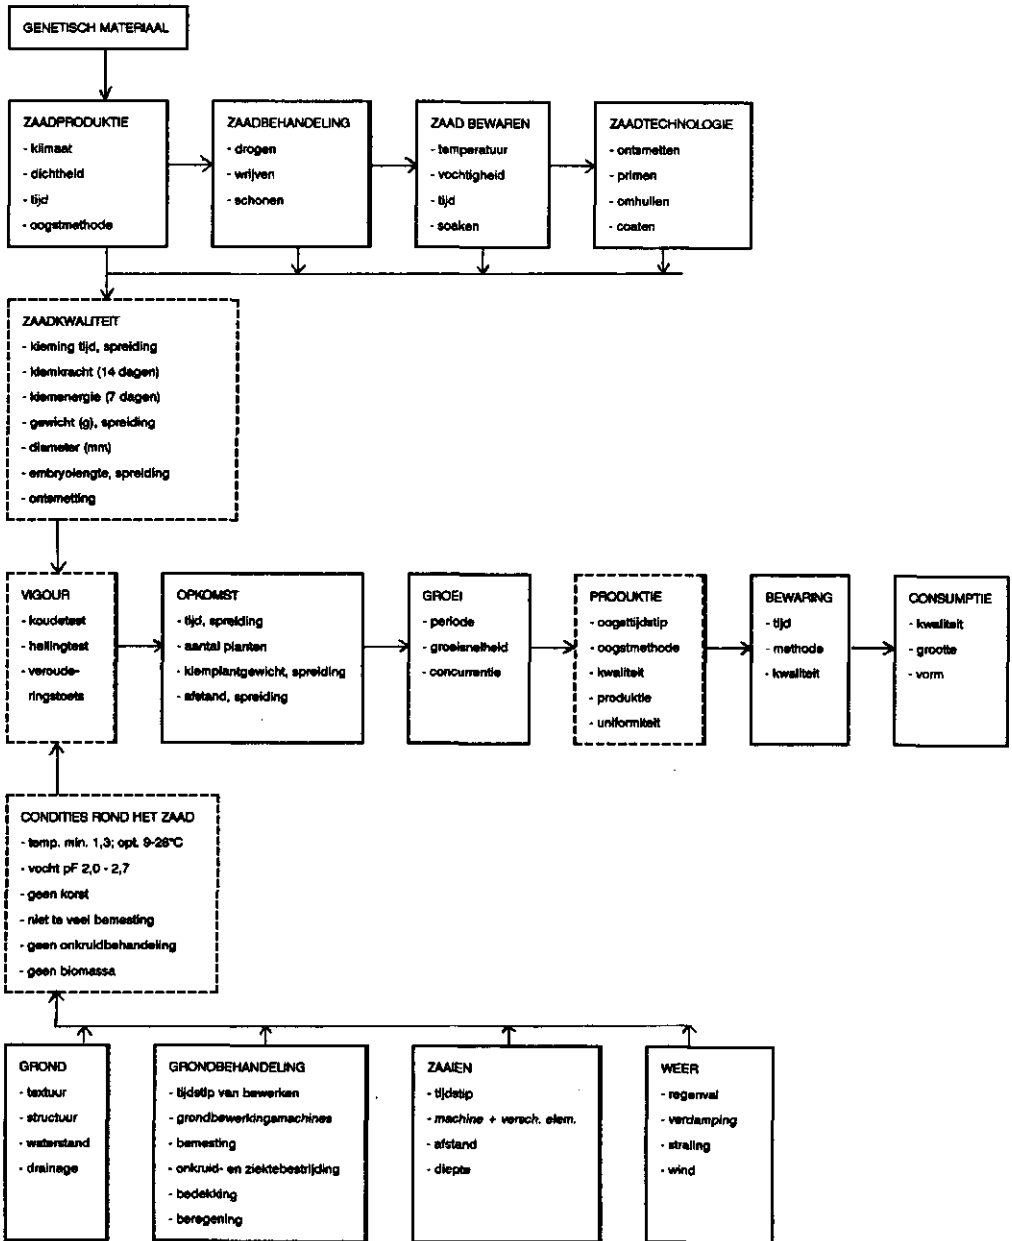 GENETISCH MATERIAAL
ZAADPRODUKTIE
- klimaat
- dichtheid
- tijd
- oogstmethode
ZAADBEHANDELING
- drogen
- wrijven
- schonen
ZAAD BEWAREN
- temperatuur
- vochtigheid
- tijd
- soaken
ZAADTECHNOLOGIE
- ontsmetten
- primen
- omhullen
- coaten
ZAADKWALITEIT
- kieming tijd, spreiding
- kiemkracht (14 dagen)
- kiemenergie (7 dagen)
- gewicht (g), spreiding
- diameter (mm)
- embryolengte, spreiding
- ontsmetting
VIGOUR
- koudetest
- hellingtest
- veroude-
ringstoets
OPKOMST
- tijd, spreiding
- aantal planten
- kiemplantgewicht, spreiding
- afstand, spreiding
GROEI
- periode
- groeisnelheid
- concurrentie
PRODUKTIE
- oogsttijdstip
- oogstmethode
- kwaliteit
- produktie
- uniformiteit
BEWARING
- tijd
- methode
- kwaliteit
CONSUMPTIE
- kwaliteit
- grootte
- vorm
CONDITIES ROND HET ZAAD
- temp. min. 1,3; opt. 9-28°C
- vocht pF 2,0 - 2,7
- geen korst
- niet te veel bemesting
- geen onkruidbehandeling
- geen biomassa
GROND
- textuur
- structuur
- waterstand
- drainage
GRONDBEHANDELING
- tijdstip van bewerken
- grondbewerkingsmachines
- bemesting
- onkruid- en ziektebestrijding
- bedekking
- beregening
ZAAIEN
- tijdstip
- machine + versch. elem.
- afstand
- diepte
WEER
- regenval
- verdamping
- straling
- wind